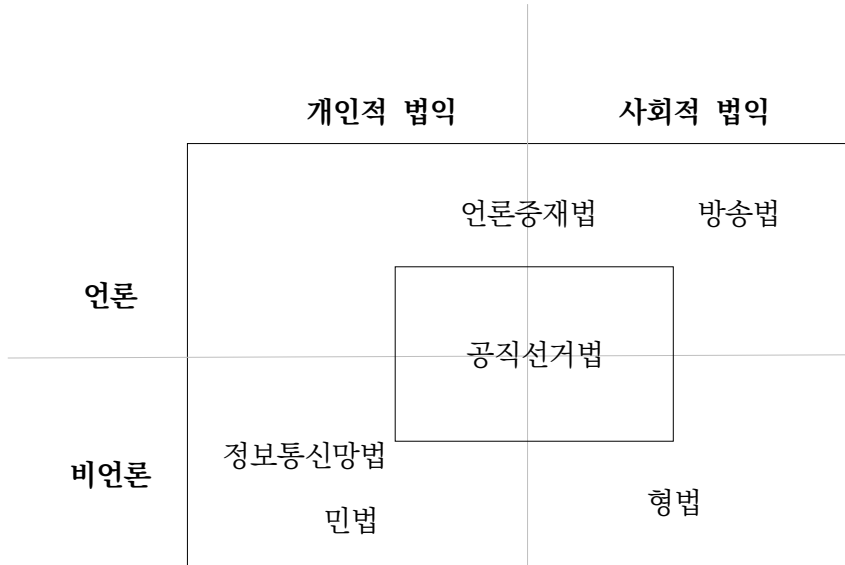 개인적 법익 사회적 법익
언론중재법 방송법
언론
공직선거법
정보통신망법
비언론
형법
민법